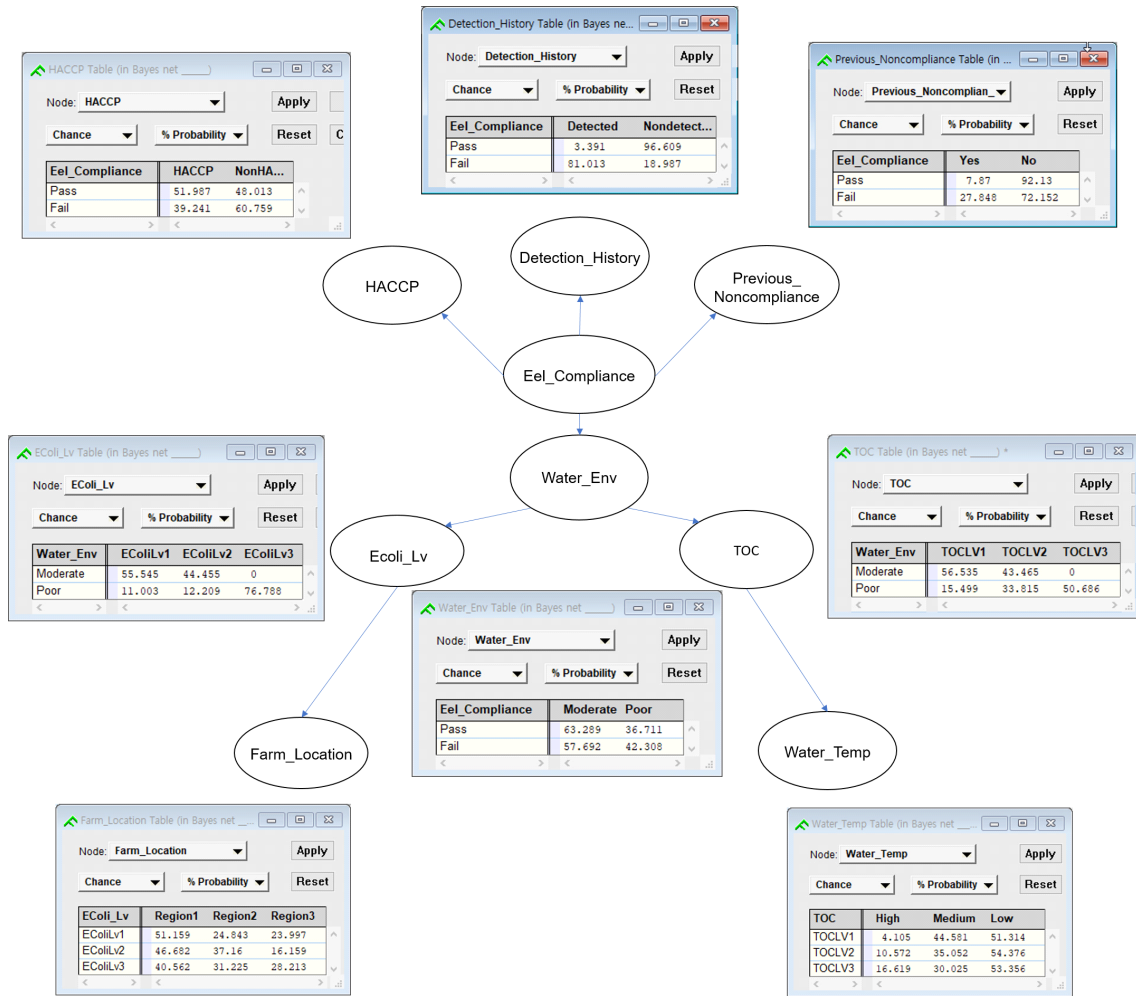 Detection_History Table (in Bayes ne...
Node: Detection_History
Apply
Chance
% Probability
Reset
Eel_Compliance Detected Nondetect...
Pass 3.391 96.609
Fail 81.013 18.987
HACCP Table (in Bayes net _____)
Node: HACCP
Apply
Chance
% Probability
Reset
C
Eel_Compliance HACCP NonHA...
Pass 51.987 48.013
Fail 39.241 60.759
Previous_Noncompliance Table (in ...
Node: Previous_Noncomplian_
Apply
Chance
% Probability
Reset
Eel_Compliance Yes No
Pass 7.87 92.13
Fail 27.848 72.152
HACCP
Detection_History
Previous_
Noncompliance
Eel_Compliance
Water_Env
Ecoli_Lv
TOC
EColi_Lv Table (in Bayes net _____)
Node: EColi_Lv
Apply
Chance
% Probability
Reset
Water_Env EColiLv1 EColiLv2 EColiLv3
Moderate 55.545 44.455 0
Poor 11.003 12.209 76.788
TOC Table (in Bayes net _____) *
Node: TOC
Apply
Chance
% Probability
Reset
Water_Env TOCLV1 TOCLV2 TOCLV3
Moderate 56.535 43.465 0
Poor 15.499 33.815 50.686
Water_Env Table (in Bayes net _____)
Node: Water_Env
Apply
Chance
% Probability
Reset
Eel_Compliance Moderate Poor
Pass 63.289 36.711
Fail 57.692 42.308
Farm_Location
Water_Temp
Farm_Location Table (in Bayes net __...
Node: Farm_Location
Apply
Chance
% Probability
Reset
EColi_Lv Region1 Region2 Region3
EColiLv1 51.159 24.843 23.997
EColiLv2 46.682 37.16 16.159
EColiLv3 40.562 31.225 28.213
Water_Temp Table (in Bayes net ___...
Node: Water_Temp
Apply
Chance
% Probability
Reset
TOC High Medium Low
TOCLV1 4.105 44.581 51.314
TOCLV2 10.572 35.052 54.376
TOCLV3 16.619 30.025 53.356